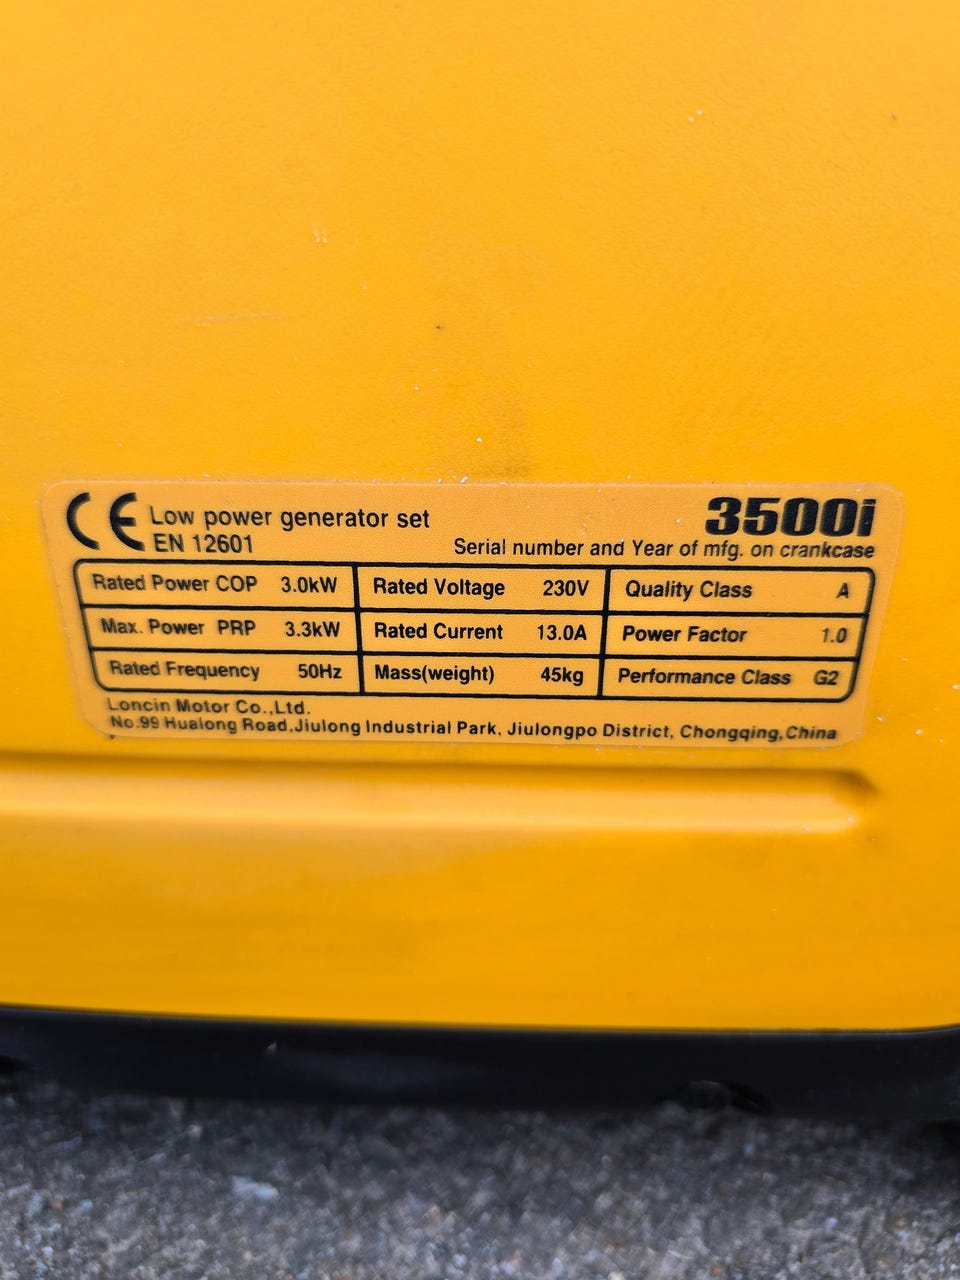 CE Low power generator set 3500i
EN 12601 Serial number and Year of mfg. on crankcase
Rated Power COP 3.0kW Rated Voltage 230V Quality Class A
Max. Power PRP 3.3kW Rated Current 13.0A Power Factor 1.0
Rated Frequency 50Hz Mass(weight) 45kg Performance Class G2
Loncin Motor Co.,Ltd.
No.99 Hualong Road,Jiulong Industrial Park, Jiulongpo District, Chongqing,China